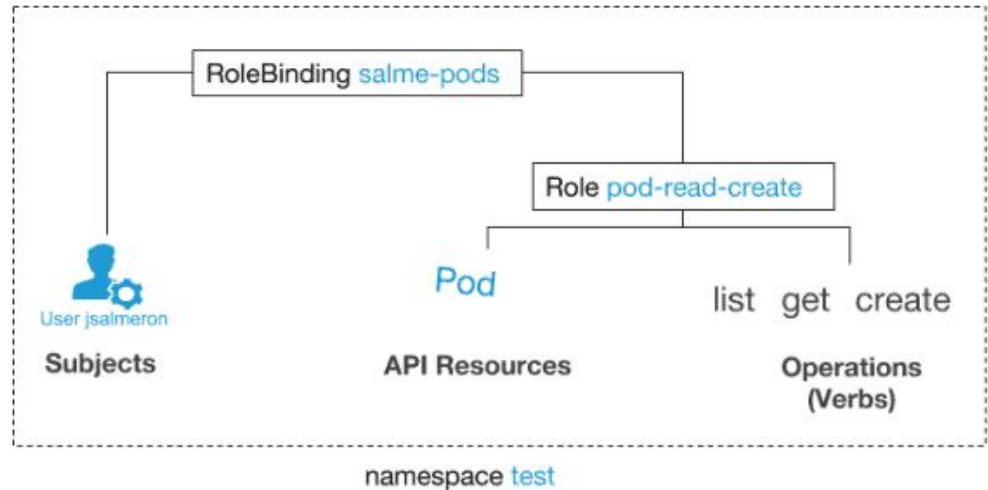 RoleBinding salme-pods
Role pod-read-create
Pod
list get create
User jsalmeron
Subjects
API Resources
Operations
(Verbs)
namespace test